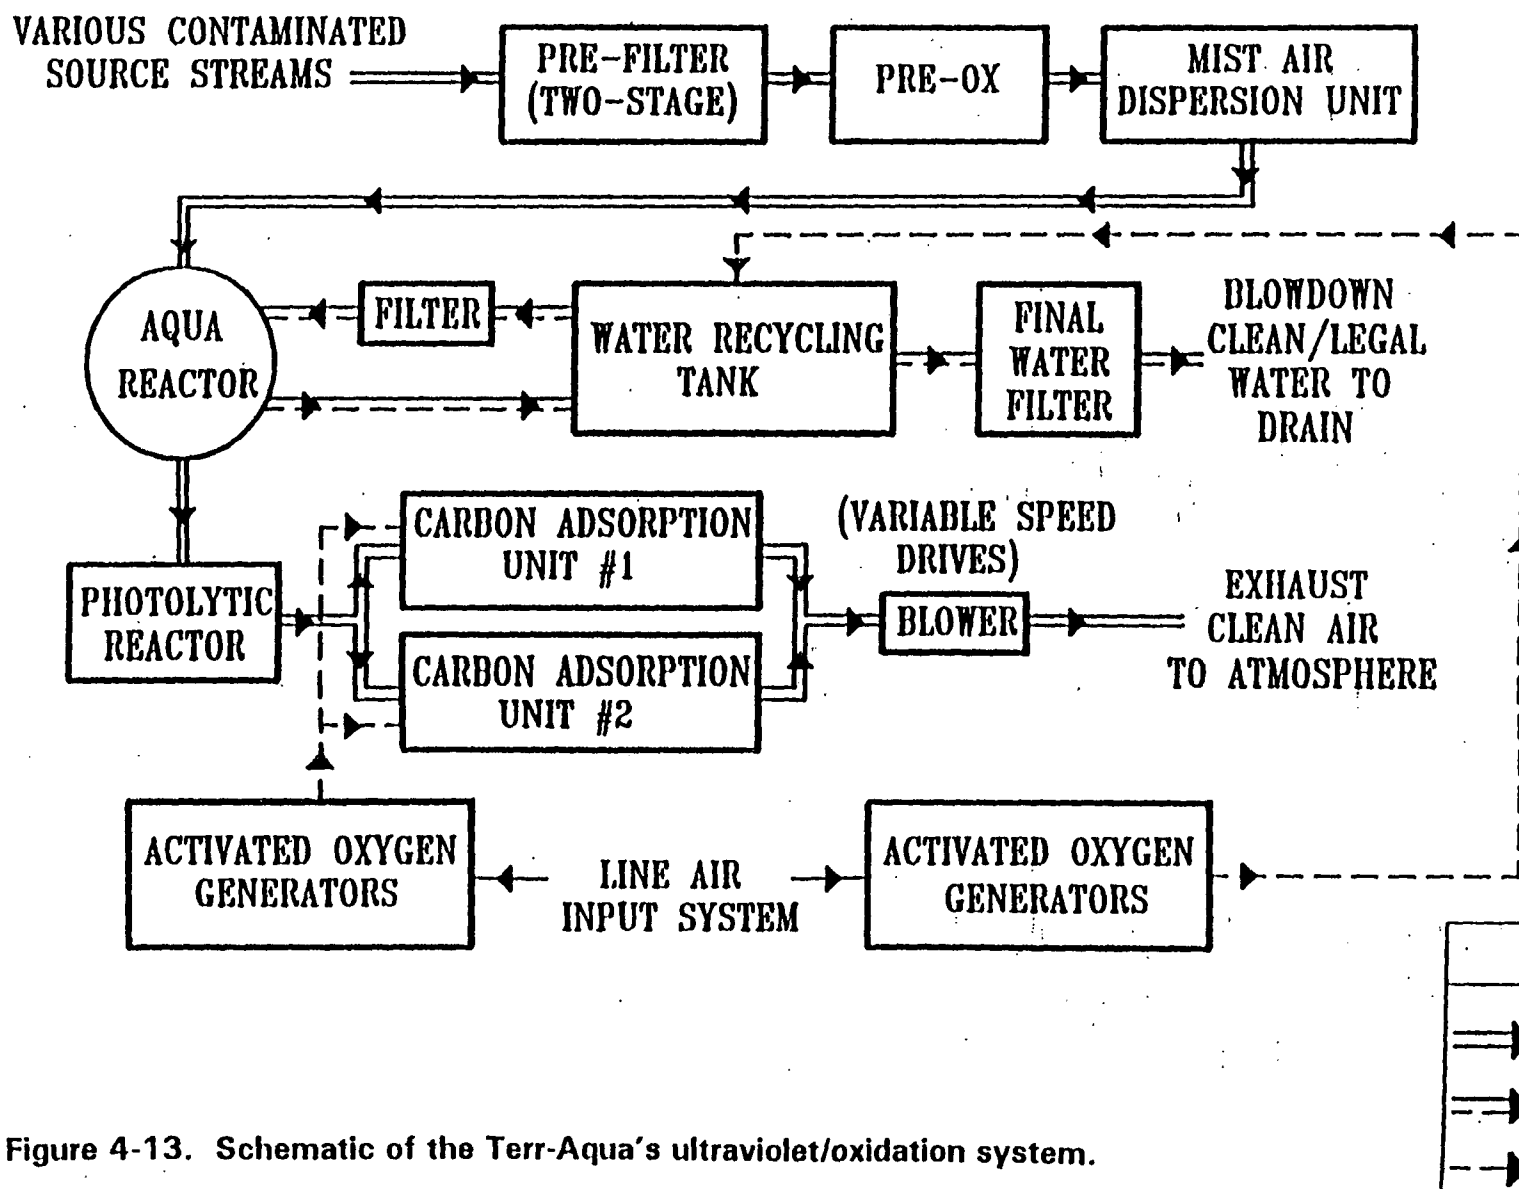 VARIOUS CONTAMINATED
SOURCE STREAMS
PRE-FILTER
(TWO-STAGE)
PRE-OX
MIST AIR
DISPERSION UNIT
AQUA
REACTOR
FILTER
WATER RECYCLING
TANK
FINAL
WATER
FILTER
BLOWDOWN
CLEAN/LEGAL
WATER TO
DRAIN
PHOTOLYTIC
REACTOR
CARBON ADSORPTION
UNIT #1
CARBON ADSORPTION
UNIT #2
(VARIABLE SPEED
DRIVES)
BLOWER
EXHAUST
CLEAN AIR
TO ATMOSPHERE
ACTIVATED OXYGEN
GENERATORS
LINE AIR
INPUT SYSTEM
ACTIVATED OXYGEN
GENERATORS
Figure 4-13. Schematic of the Terr-Aqua's ultraviolet/oxidation system.